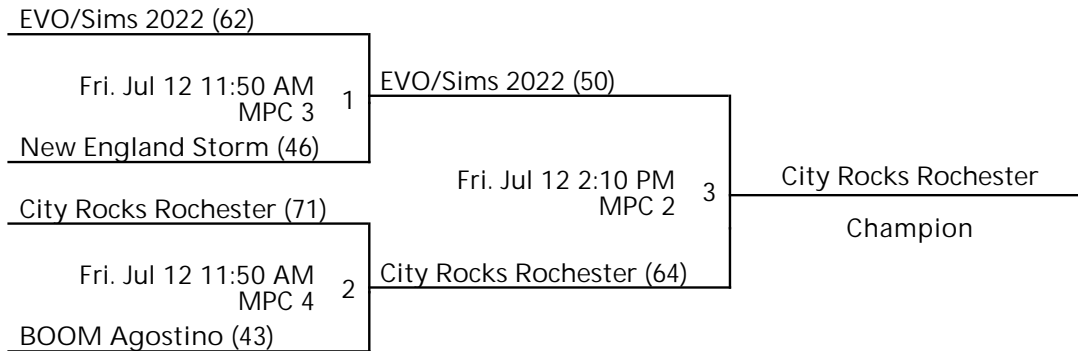 EVO/Sims 2022 (62)
Fri. Jul 12 11:50 AM
MPC 3
1
New England Storm (46)
EVO/Sims 2022 (50)
City Rocks Rochester (71)
Fri. Jul 12 11:50 AM
MPC 4
2
BOOM Agostino (43)
Fri. Jul 12 2:10 PM
MPC 2
3
City Rocks Rochester (64)
City Rocks Rochester
Champion